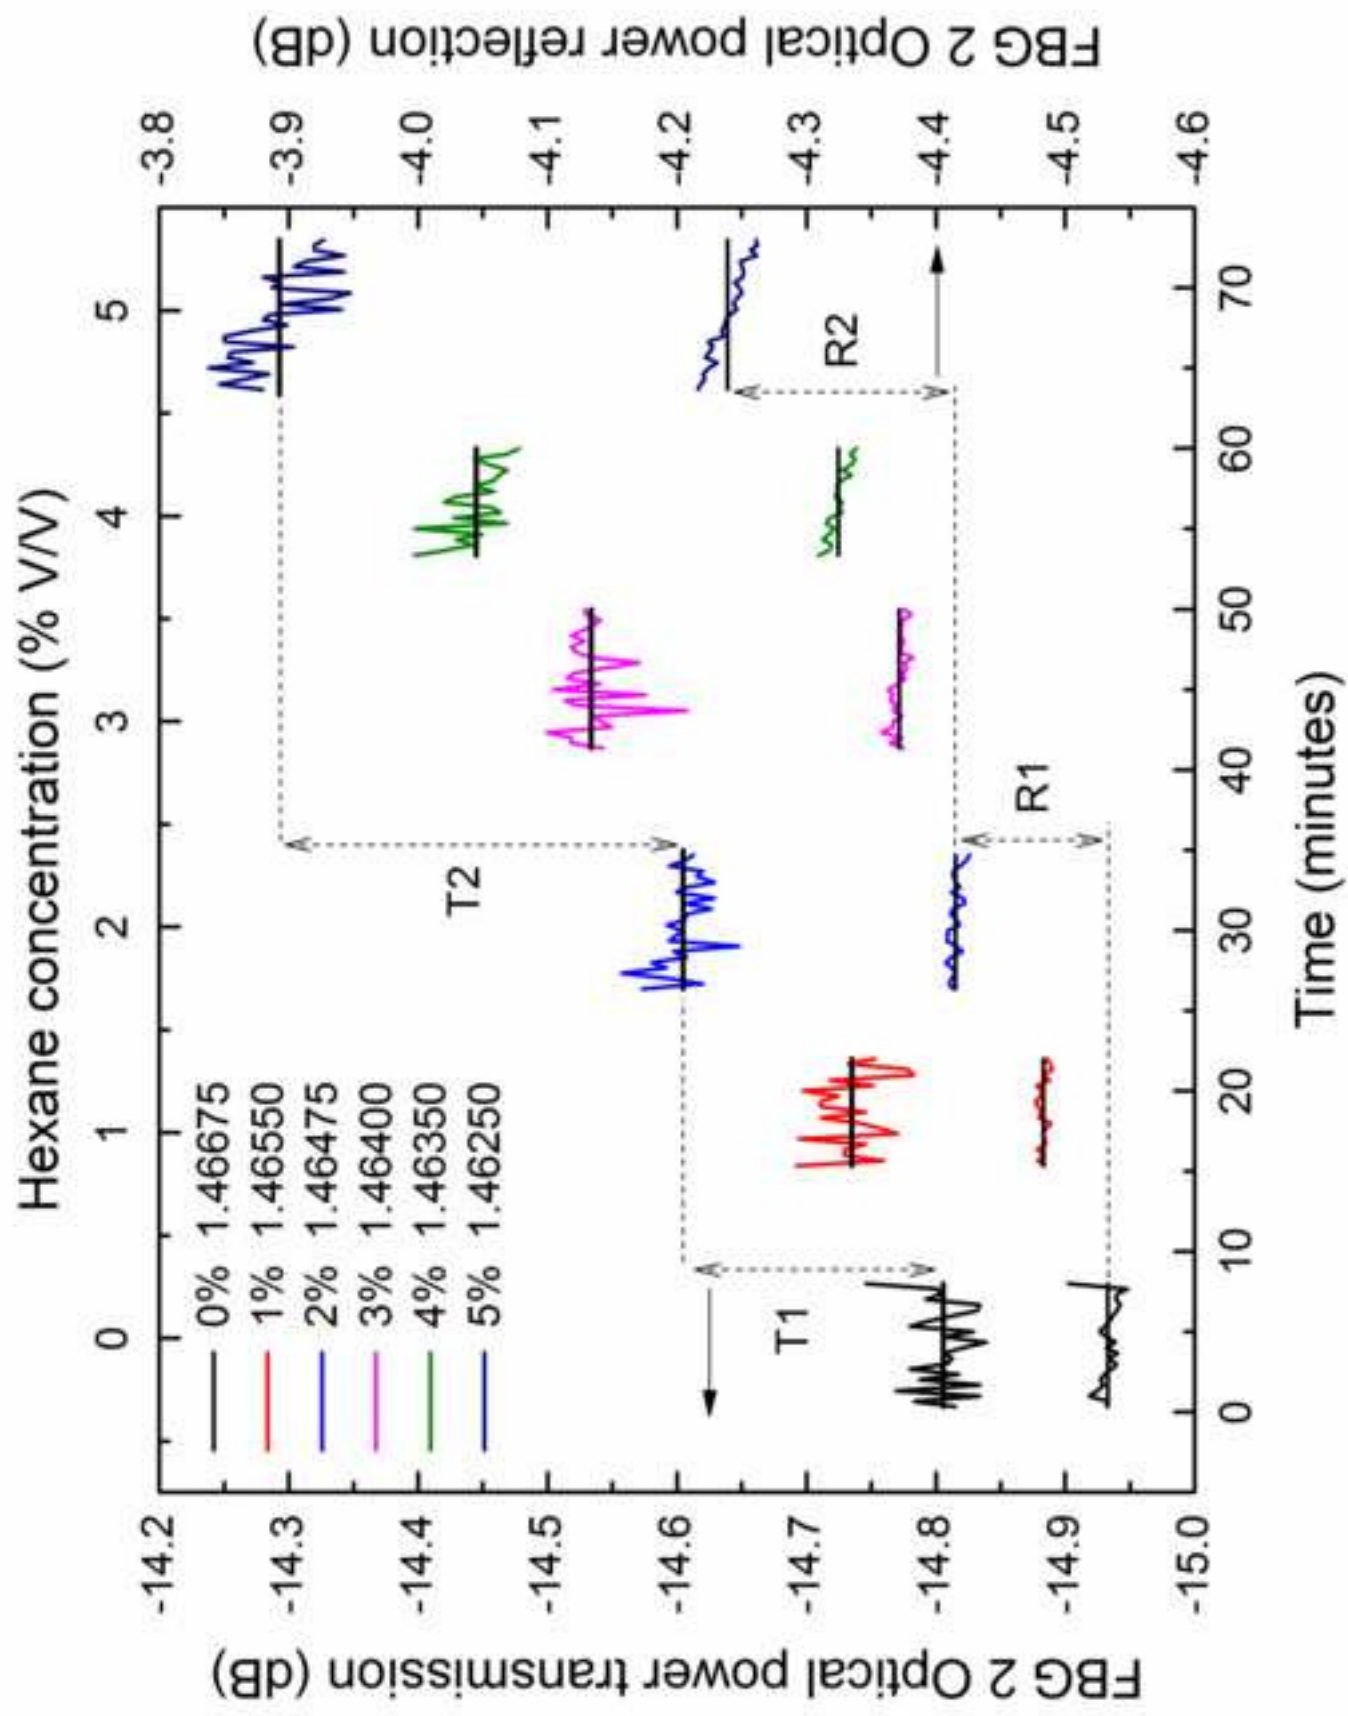 Hexane concentration (% V/V)
0 1 2 3 4 5
FBG 2 Optical power transmission (dB)
-14.2
-14.3
-14.4
-14.5
-14.6
-14.7
-14.8
-14.9
-15.0
0% 1.46675
1% 1.46550
2% 1.46475
3% 1.46400
4% 1.46350
5% 1.46250
T1
T2
R1
R2
-3.8
-3.9
-4.0
-4.1
-4.2
-4.3
-4.4
-4.5
-4.6
FBG 2 Optical power reflection (dB)
0 10 20 30 40 50 60 70
Time (minutes)